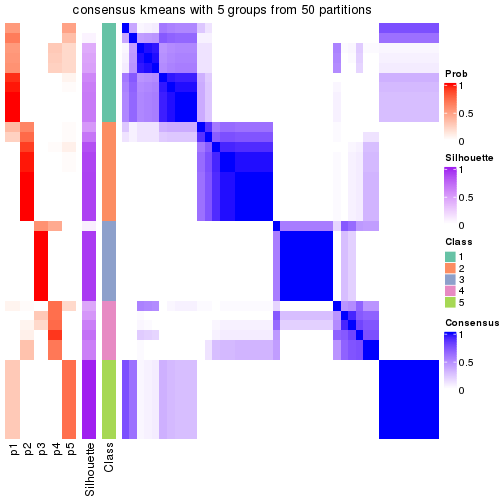 consensus kmeans with 5 groups from 50 partitions
Prob
1
0.5
0
Silhouette
1
0.5
0
Class
1
2
3
4
5
Consensus
1
0.5
0
p1
p2
p3
p4
p5
Silhouette
Class